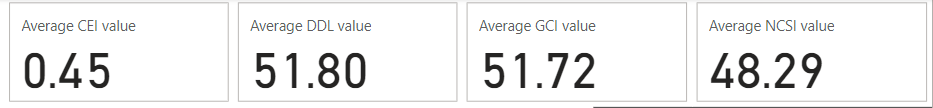 Average CEI value
0.45
Average DDL value
51.80
Average GCI value
51.72
Average NCSI value
48.29